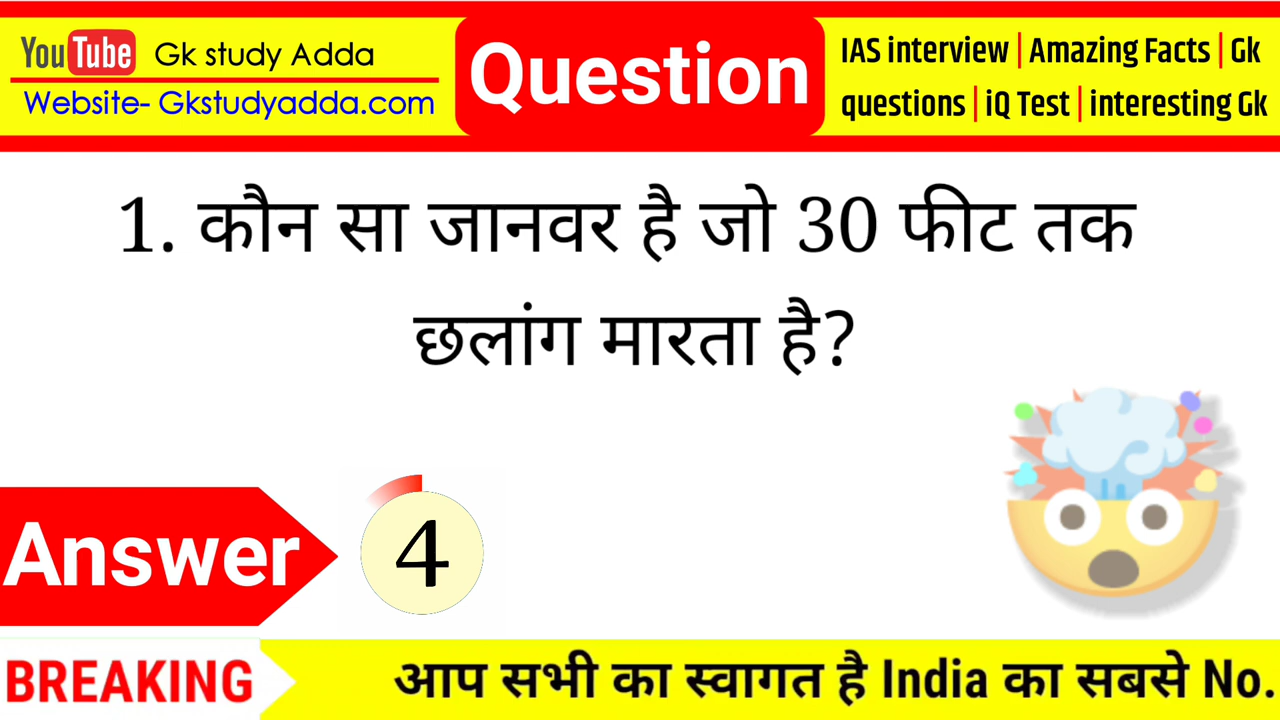 YouTube Gk study Adda
Website- Gkstudyadda.com
Question
IAS interview | Amazing Facts | Gk
questions | iQ Test | interesting Gk
1. कौन सा जानवर है जो 30 फीट तक
छलांग मारता है?
Answer
4
BREAKING
आप सभी का स्वागत है India का सबसे No.